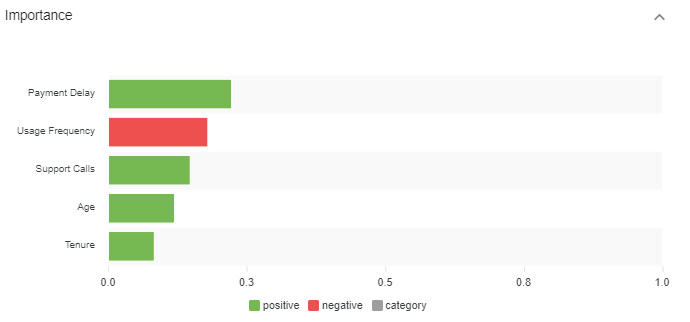 Importance
Payment Delay
Usage Frequency
Support Calls
Age
Tenure
0.0 0.3 0.5 0.8 1.0
positive negative category